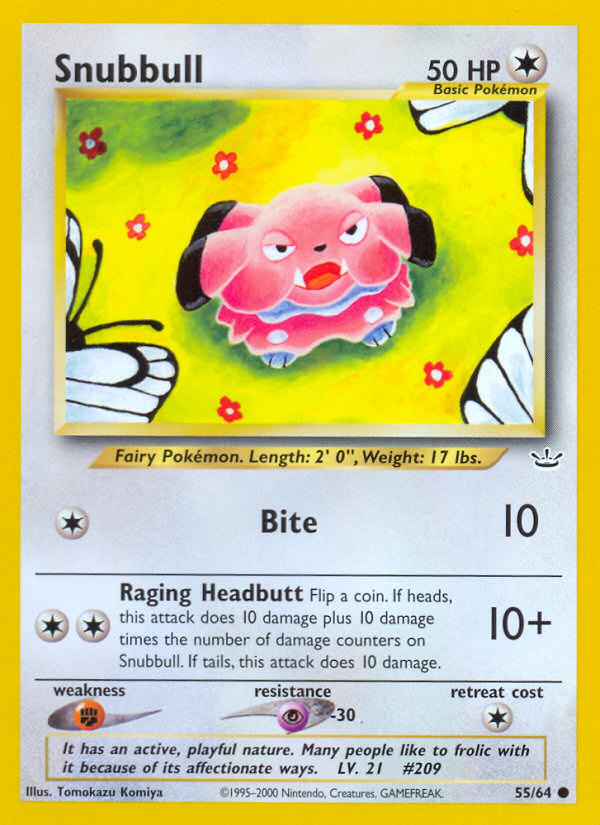 Snubbull
50 HP
Basic Pokémon
Fairy Pokémon. Length: 2' 0", Weight: 17 lbs.
Bite 10
Raging Headbutt Flip a coin. If heads,
this attack does 10 damage plus 10 damage
times the number of damage counters on
Snubbull. If tails, this attack does 10 damage.
10+
weakness resistance retreat cost
-30
It has an active, playful nature. Many people like to frolic with
it because of its affectionate ways. LV. 21 #209
Illus. Tomokazu Komiya ©1995-2000 Nintendo, Creatures, GAMEFREAK. 55/64